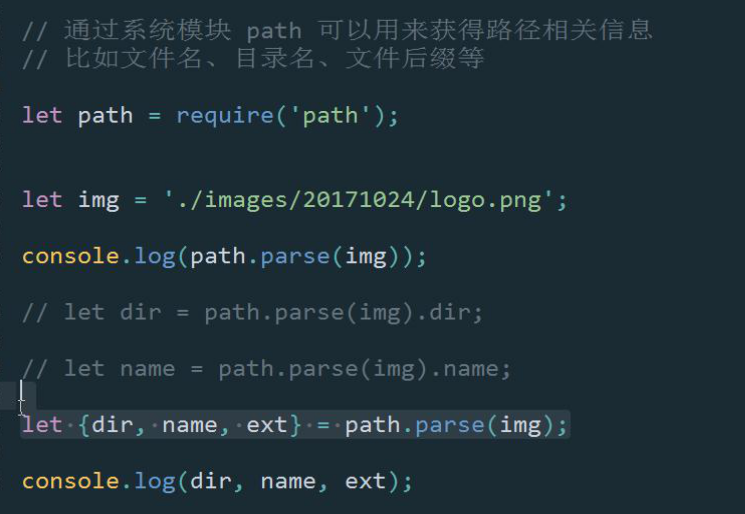 // 通过系统模块 path 可以用来获得路径相关信息
// 比如文件名、目录名、文件后缀等
let path = require('path');
let img = './images/20171024/logo.png';
console.log(path.parse(img));
// let dir = path.parse(img).dir;
// let name = path.parse(img).name;
let {dir, name, ext} = path.parse(img);
console.log(dir, name, ext);